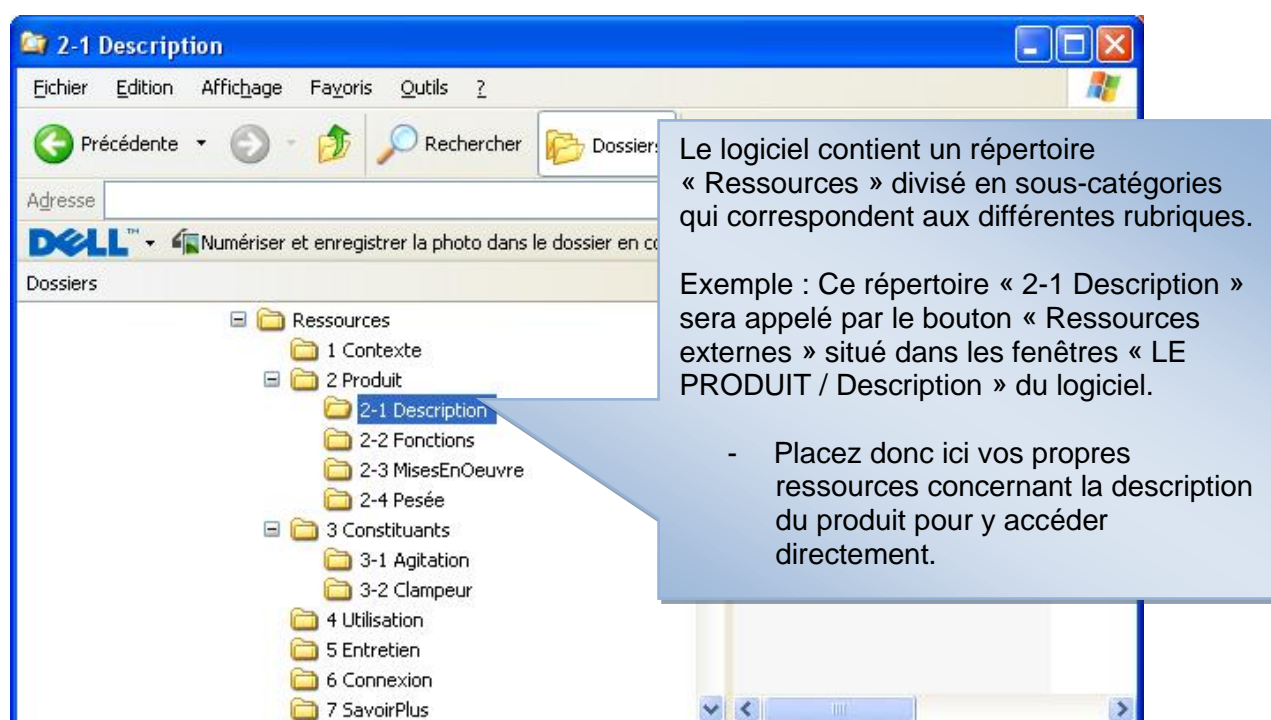 2-1 Description
Fichier Edition Affichage Favoris Outils ?
Précédente Rechercher Dossiers
Adresse
DELL™ Numériser et enregistrer la photo dans le dossier en
Dossiers
Ressources
1 Contexte
2 Produit
2-1 Description
2-2 Fonctions
2-3 MisesEnOeuvre
2-4 Pesée
3 Constituants
3-1 Agitation
3-2 Clampeur
4 Utilisation
5 Entretien
6 Connexion
7 SavoirPlus
Le logiciel contient un répertoire
« Ressources » divisé en sous-catégories
qui correspondent aux différentes rubriques.
Exemple : Ce répertoire « 2-1 Description »
sera appelé par le bouton « Ressources
externes » situé dans les fenêtres « LE
PRODUIT / Description » du logiciel.
- Placez donc ici vos propres
ressources concernant la description
du produit pour y accéder
directement.